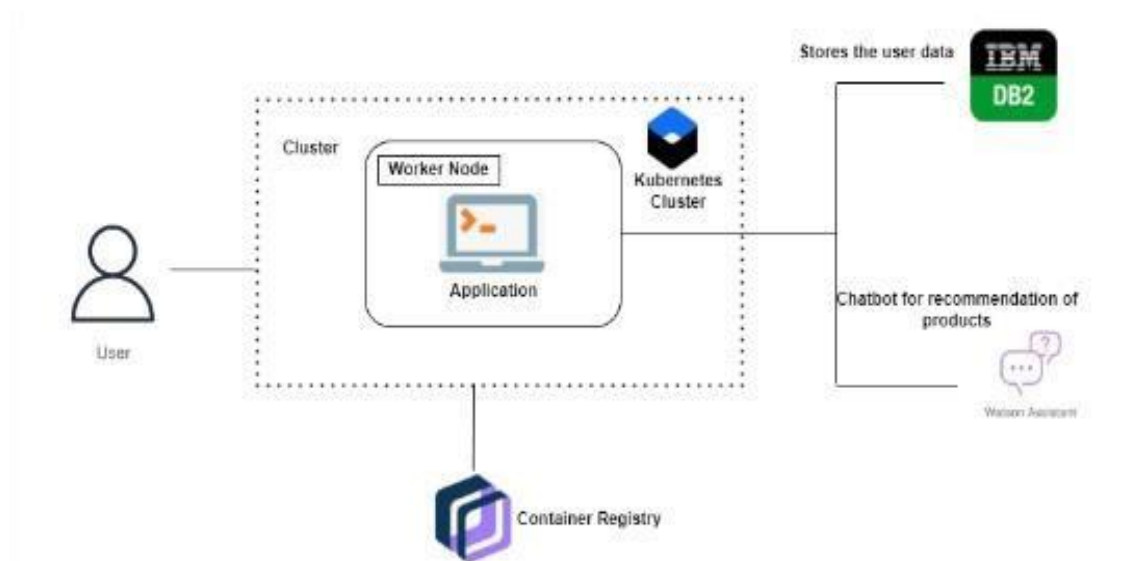 Stores the user data
IBM
DB2
Cluster
Worker Node
Kubernetes
Cluster
Application
User
Chatbot for recommendation of
products
Watson Assistant
Container Registry